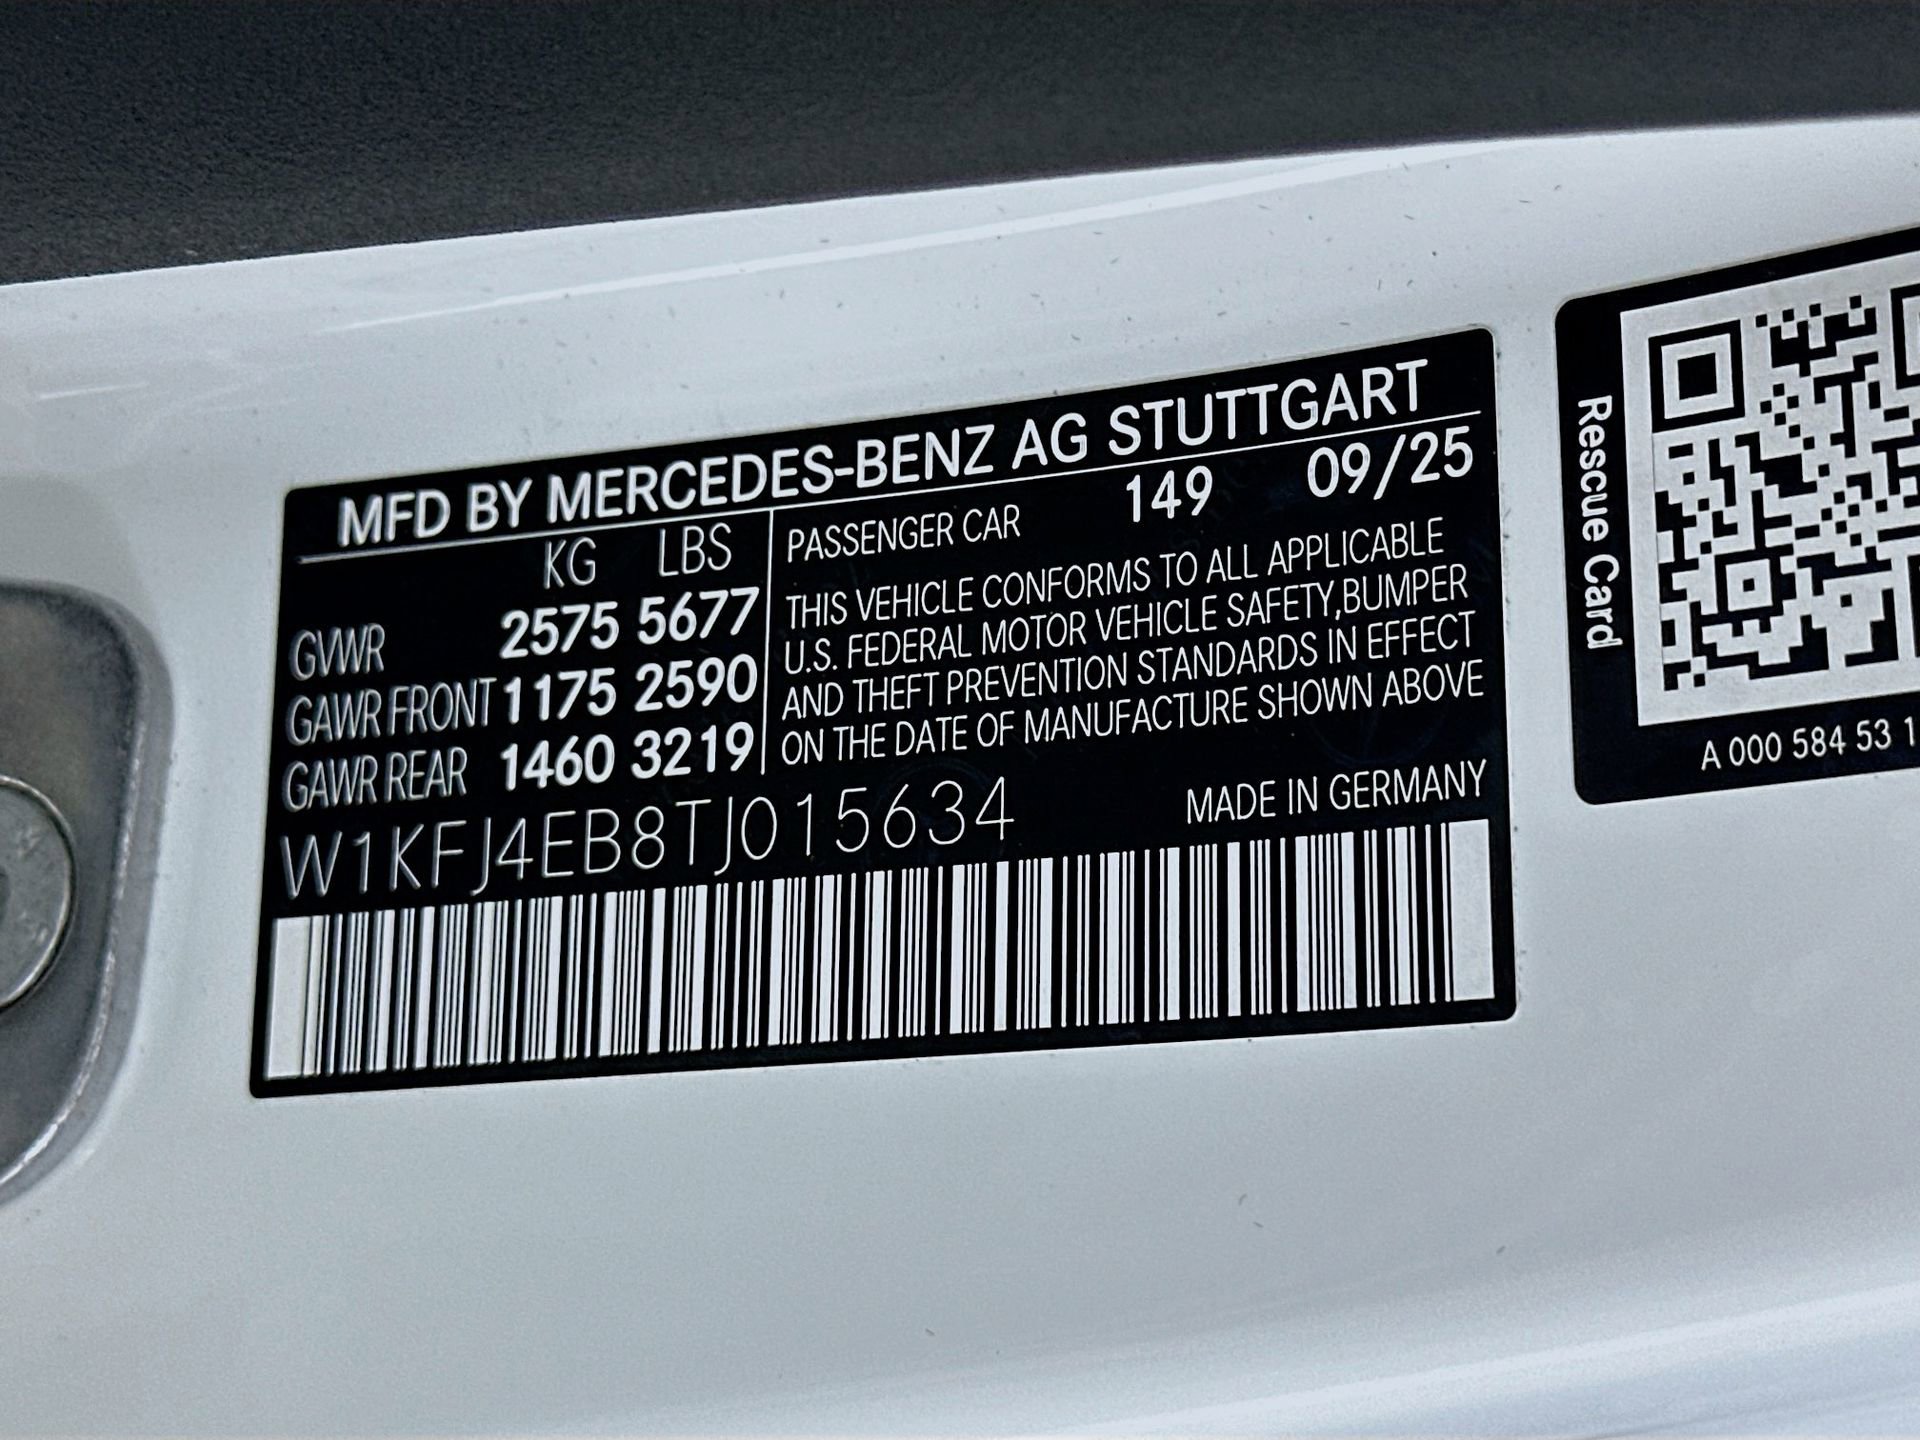 MFD BY MERCEDES-BENZ AG STUTTGART
KG LBS
GVWR 2575 5677
GAWR FRONT 1175 2590
GAWR REAR 1460 3219
PASSENGER CAR 149 09/25
THIS VEHICLE CONFORMS TO ALL APPLICABLE
U.S. FEDERAL MOTOR VEHICLE SAFETY,BUMPER
AND THEFT PREVENTION STANDARDS IN EFFECT
ON THE DATE OF MANUFACTURE SHOWN ABOVE
W1KFJ4EB8TJ015634
MADE IN GERMANY
Rescue Card
A 000 584 53 1